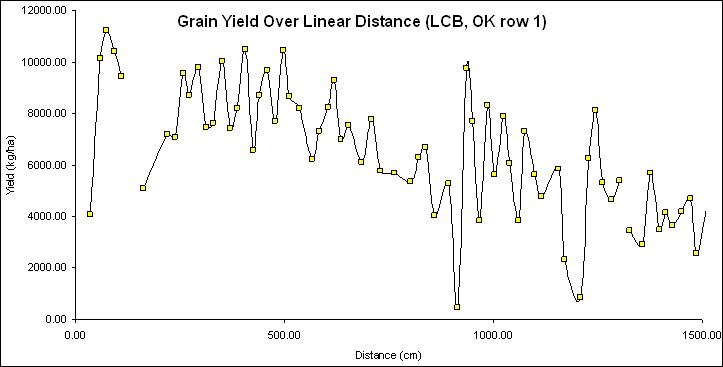 Grain Yield Over Linear Distance (LCB, OK row 1)
12000.00
10000.00
8000.00
6000.00
4000.00
2000.00
0.00
Yield (kg/ha)
0.00 500.00 1000.00 1500.00
Distance (cm)